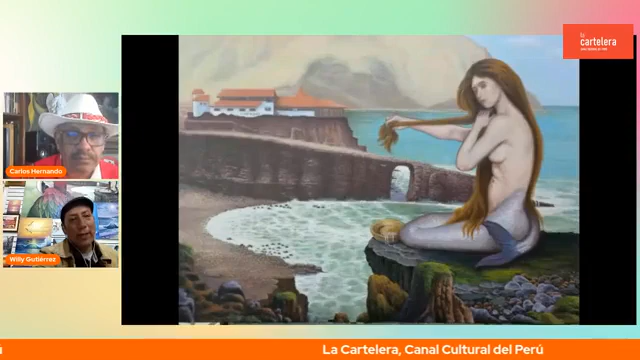 la
cartelera
Carlos Hernando
Willy Gutiérrez
La Cartelera, Canal Cultural del Perú